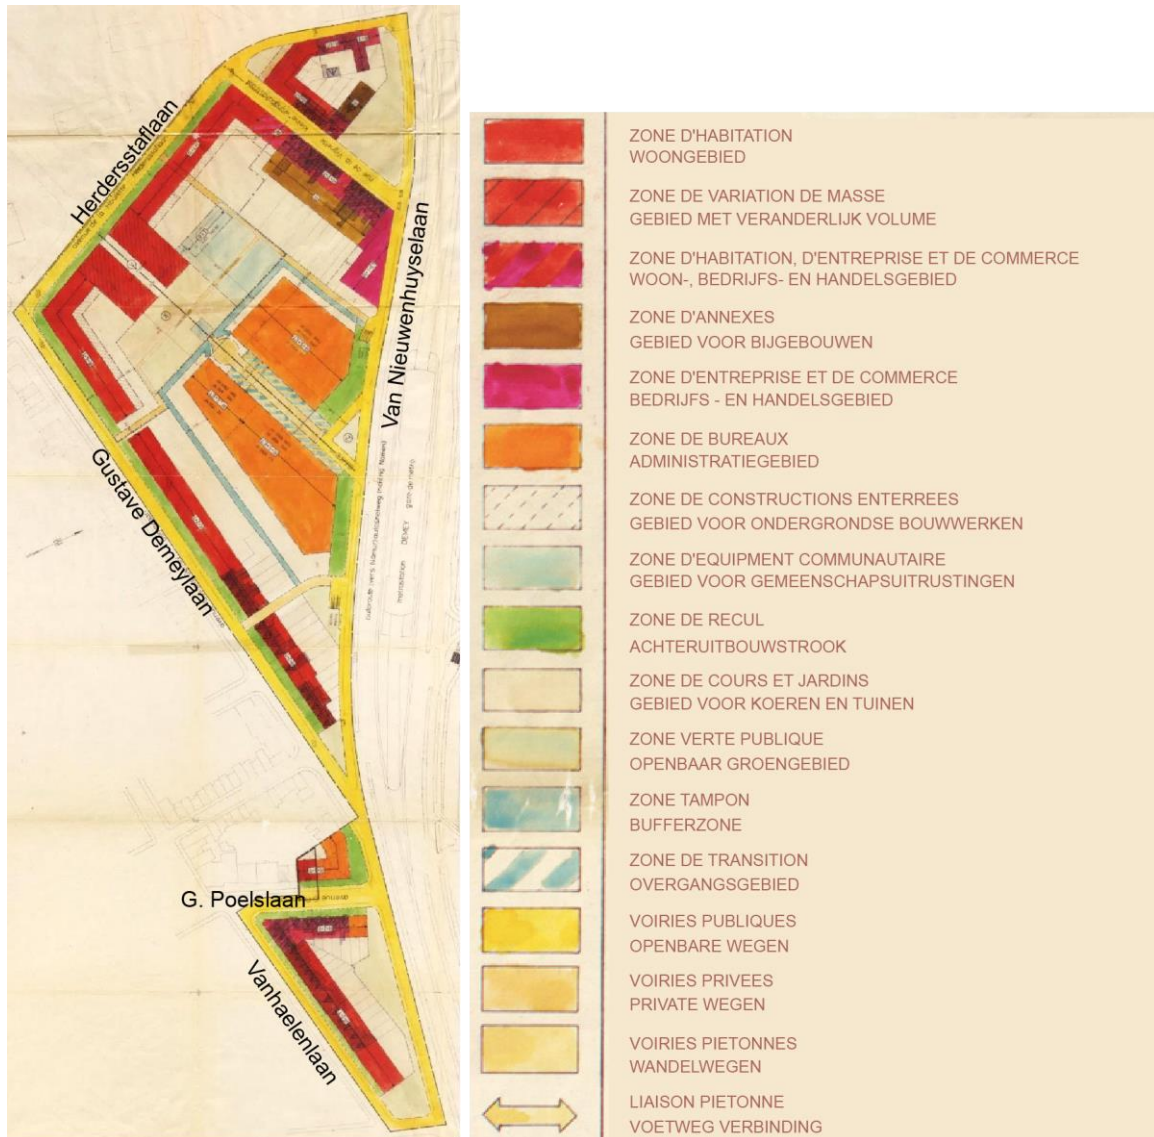 Herdersstaflaan
Van Nieuwenhuyselaan
Gustave Demeylaan
G. Poelslaan
Vanhaelenlaan
ZONE D'HABITATION
WOONGEBIED
ZONE DE VARIATION DE MASSE
GEBIED MET VERANDERLIJK VOLUME
ZONE D'HABITATION, D'ENTREPRISE ET DE COMMERCE
WOON-, BEDRIJFS- EN HANDELSGEBIED
ZONE D'ANNEXES
GEBIED VOOR BIJGEBOUWEN
ZONE D'ENTREPRISE ET DE COMMERCE
BEDRIJFS - EN HANDELSGEBIED
ZONE DE BUREAUX
ADMINISTRATIEGEBIED
ZONE DE CONSTRUCTIONS ENTERREES
GEBIED VOOR ONDERGRONDSE BOUWWERKEN
ZONE D'EQUIPMENT COMMUNAUTAIRE
GEBIED VOOR GEMEENSCHAPSUITRUSTINGEN
ZONE DE RECUL
ACHTERUITBOUWSTROOK
ZONE DE COURS ET JARDINS
GEBIED VOOR KOEREN EN TUINEN
ZONE VERTE PUBLIQUE
OPENBAAR GROENGEBIED
ZONE TAMPON
BUFFERZONE
ZONE DE TRANSITION
OVERGANGSGEBIED
VOIRIES PUBLIQUES
OPENBARE WEGEN
VOIRIES PRIVEES
PRIVATE WEGEN
VOIRIES PIETONNES
WANDELWEGEN
LIAISON PIETONNE
VOETWEG VERBINDING